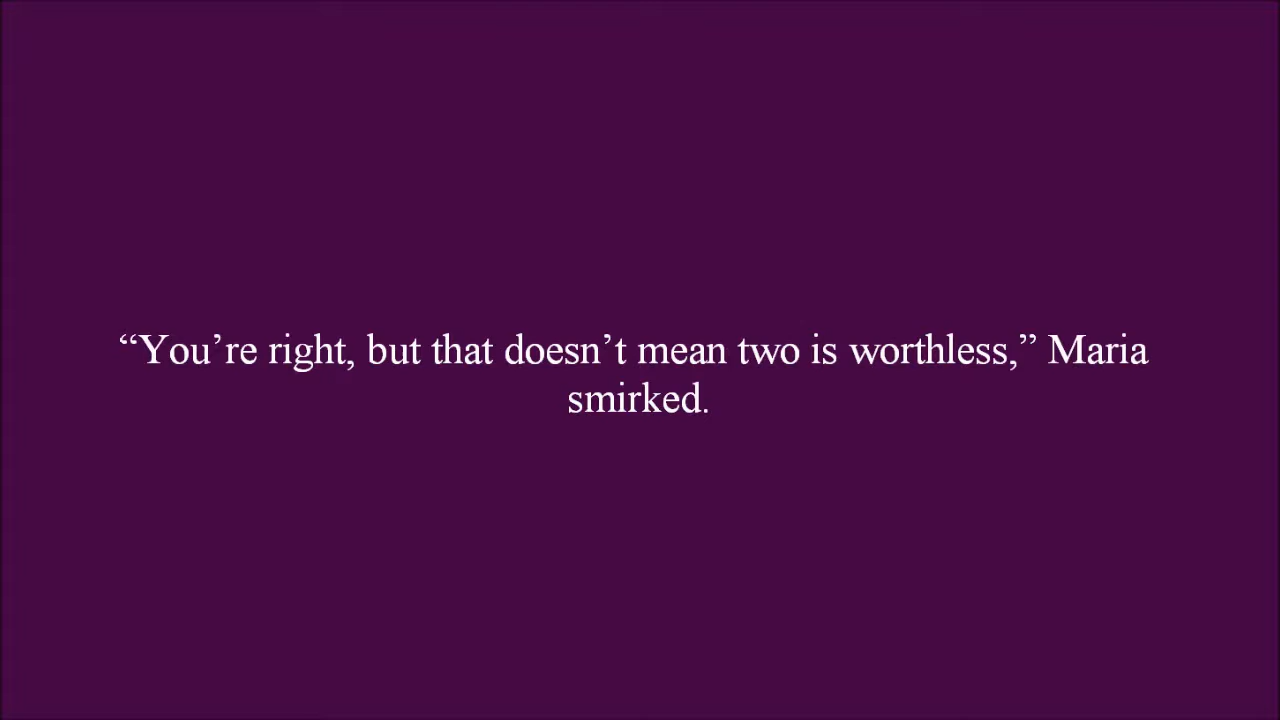 “You’re right, but that doesn’t mean two is worthless,” Maria
smirked.